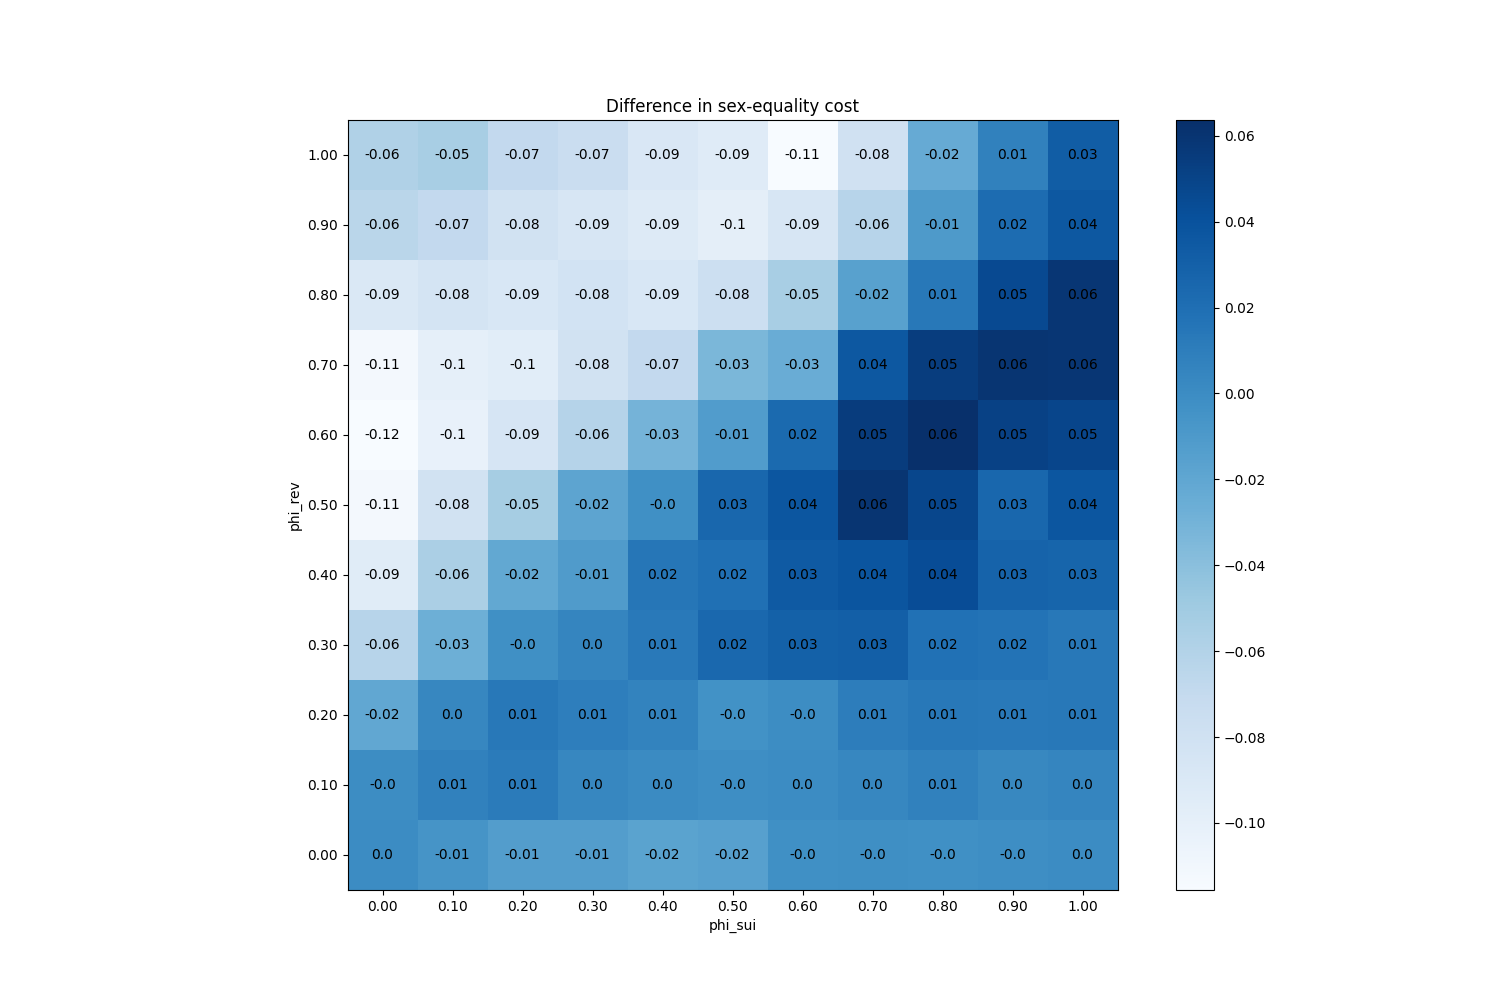 Difference in sex-equality cost
1.00 -0.06 -0.05 -0.07 -0.07 -0.09 -0.09 -0.11 -0.08 -0.02 0.01 0.03
0.90 -0.06 -0.07 -0.08 -0.09 -0.09 -0.1 -0.09 -0.06 -0.01 0.02 0.04
0.80 -0.09 -0.08 -0.09 -0.08 -0.09 -0.08 -0.05 -0.02 0.01 0.05 0.06
0.70 -0.11 -0.1 -0.1 -0.08 -0.07 -0.03 -0.03 0.04 0.05 0.06 0.06
0.60 -0.12 -0.1 -0.09 -0.06 -0.03 -0.01 0.02 0.05 0.06 0.05 0.05
phi_rev
0.50 -0.11 -0.08 -0.05 -0.02 -0.0 0.03 0.04 0.06 0.05 0.03 0.04
0.40 -0.09 -0.06 -0.02 -0.01 0.02 0.02 0.03 0.04 0.04 0.03 0.03
0.30 -0.06 -0.03 -0.0 0.0 0.01 0.02 0.03 0.03 0.02 0.02 0.01
0.20 -0.02 0.0 0.01 0.01 0.01 -0.0 -0.0 0.01 0.01 0.01 0.01
0.10 -0.0 0.01 0.01 0.0 0.0 -0.0 0.0 0.0 0.01 0.0 0.0
0.00 0.0 -0.01 -0.01 -0.01 -0.02 -0.02 -0.0 -0.0 -0.0 -0.0 0.0
0.00 0.10 0.20 0.30 0.40 0.50 0.60 0.70 0.80 0.90 1.00
phi_sui
0.06
0.04
0.02
0.00
−0.02
−0.04
−0.06
−0.08
−0.10